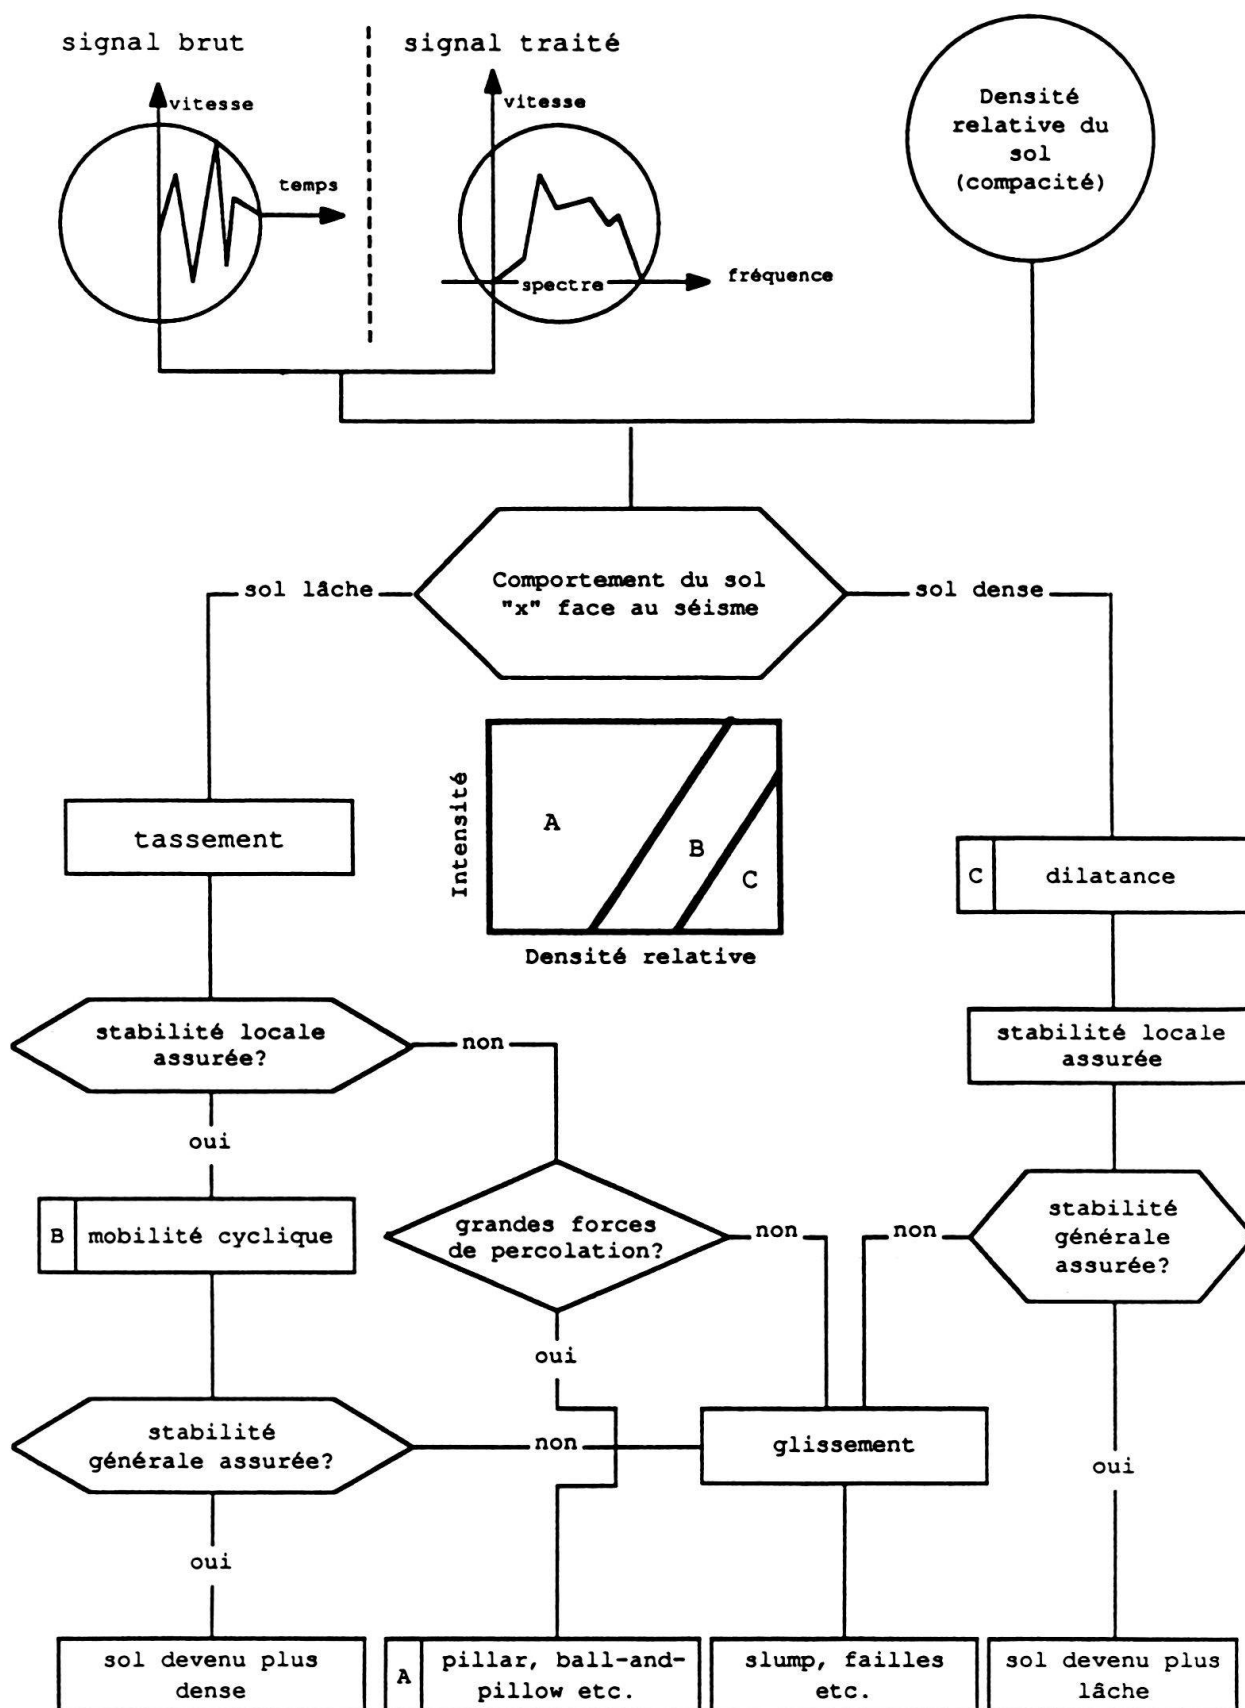 signal brut
signal traité
vitesse
vitesse
temps
spectre
fréquence
Densité
relative du
sol
(compacité)
sol lâche
Comportement du sol
"x" face au séisme
sol dense
Intensité
A
B
C
Densité relative
tassement
C
dilatance
stabilité locale
assurée?
non
stabilité locale
assurée
oui
B
mobilité cyclique
grandes forces
de percolation?
non
non
stabilité
générale
assurée?
oui
stabilité
générale assurée?
non
glissement
oui
oui
sol devenu plus
dense
A
pillar, ball-and-
pillow etc.
slump, failles
etc.
sol devenu plus
lâche